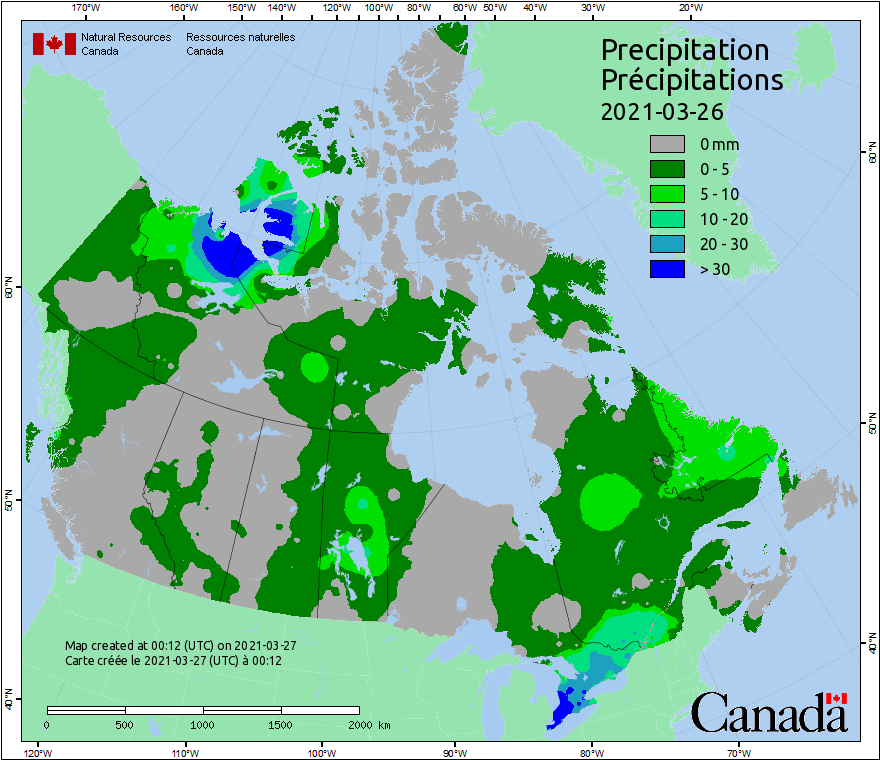 170°W 160°W 150°W 140°W 120°W 100°W 80°W 60°W 50°W 40°W 30°W 20°W
Natural Resources Ressources naturelles
Canada Canada
Precipitation
Précipitations
2021-03-26
0 mm
0 - 5
5 - 10
10 - 20
20 - 30
> 30
60°N
60°N
50°N
50°N
40°N
40°N
Map created at 00:12 (UTC) on 2021-03-27
Carte créée le 2021-03-27 (UTC) à 00:12
0 500 1000 1500 2000 km
Canada
120°W 110°W 100°W 90°W 80°W 70°W